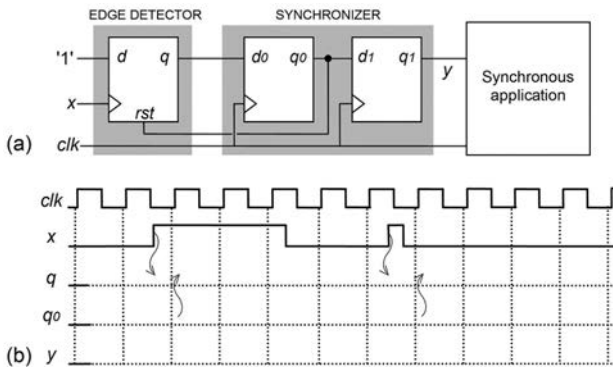 EDGE DETECTOR SYNCHRONIZER
'1' d q d0 q0 d1 q1
y
x rst
Synchronous
application
(a) clk
clk
x
q
q0
(b) y